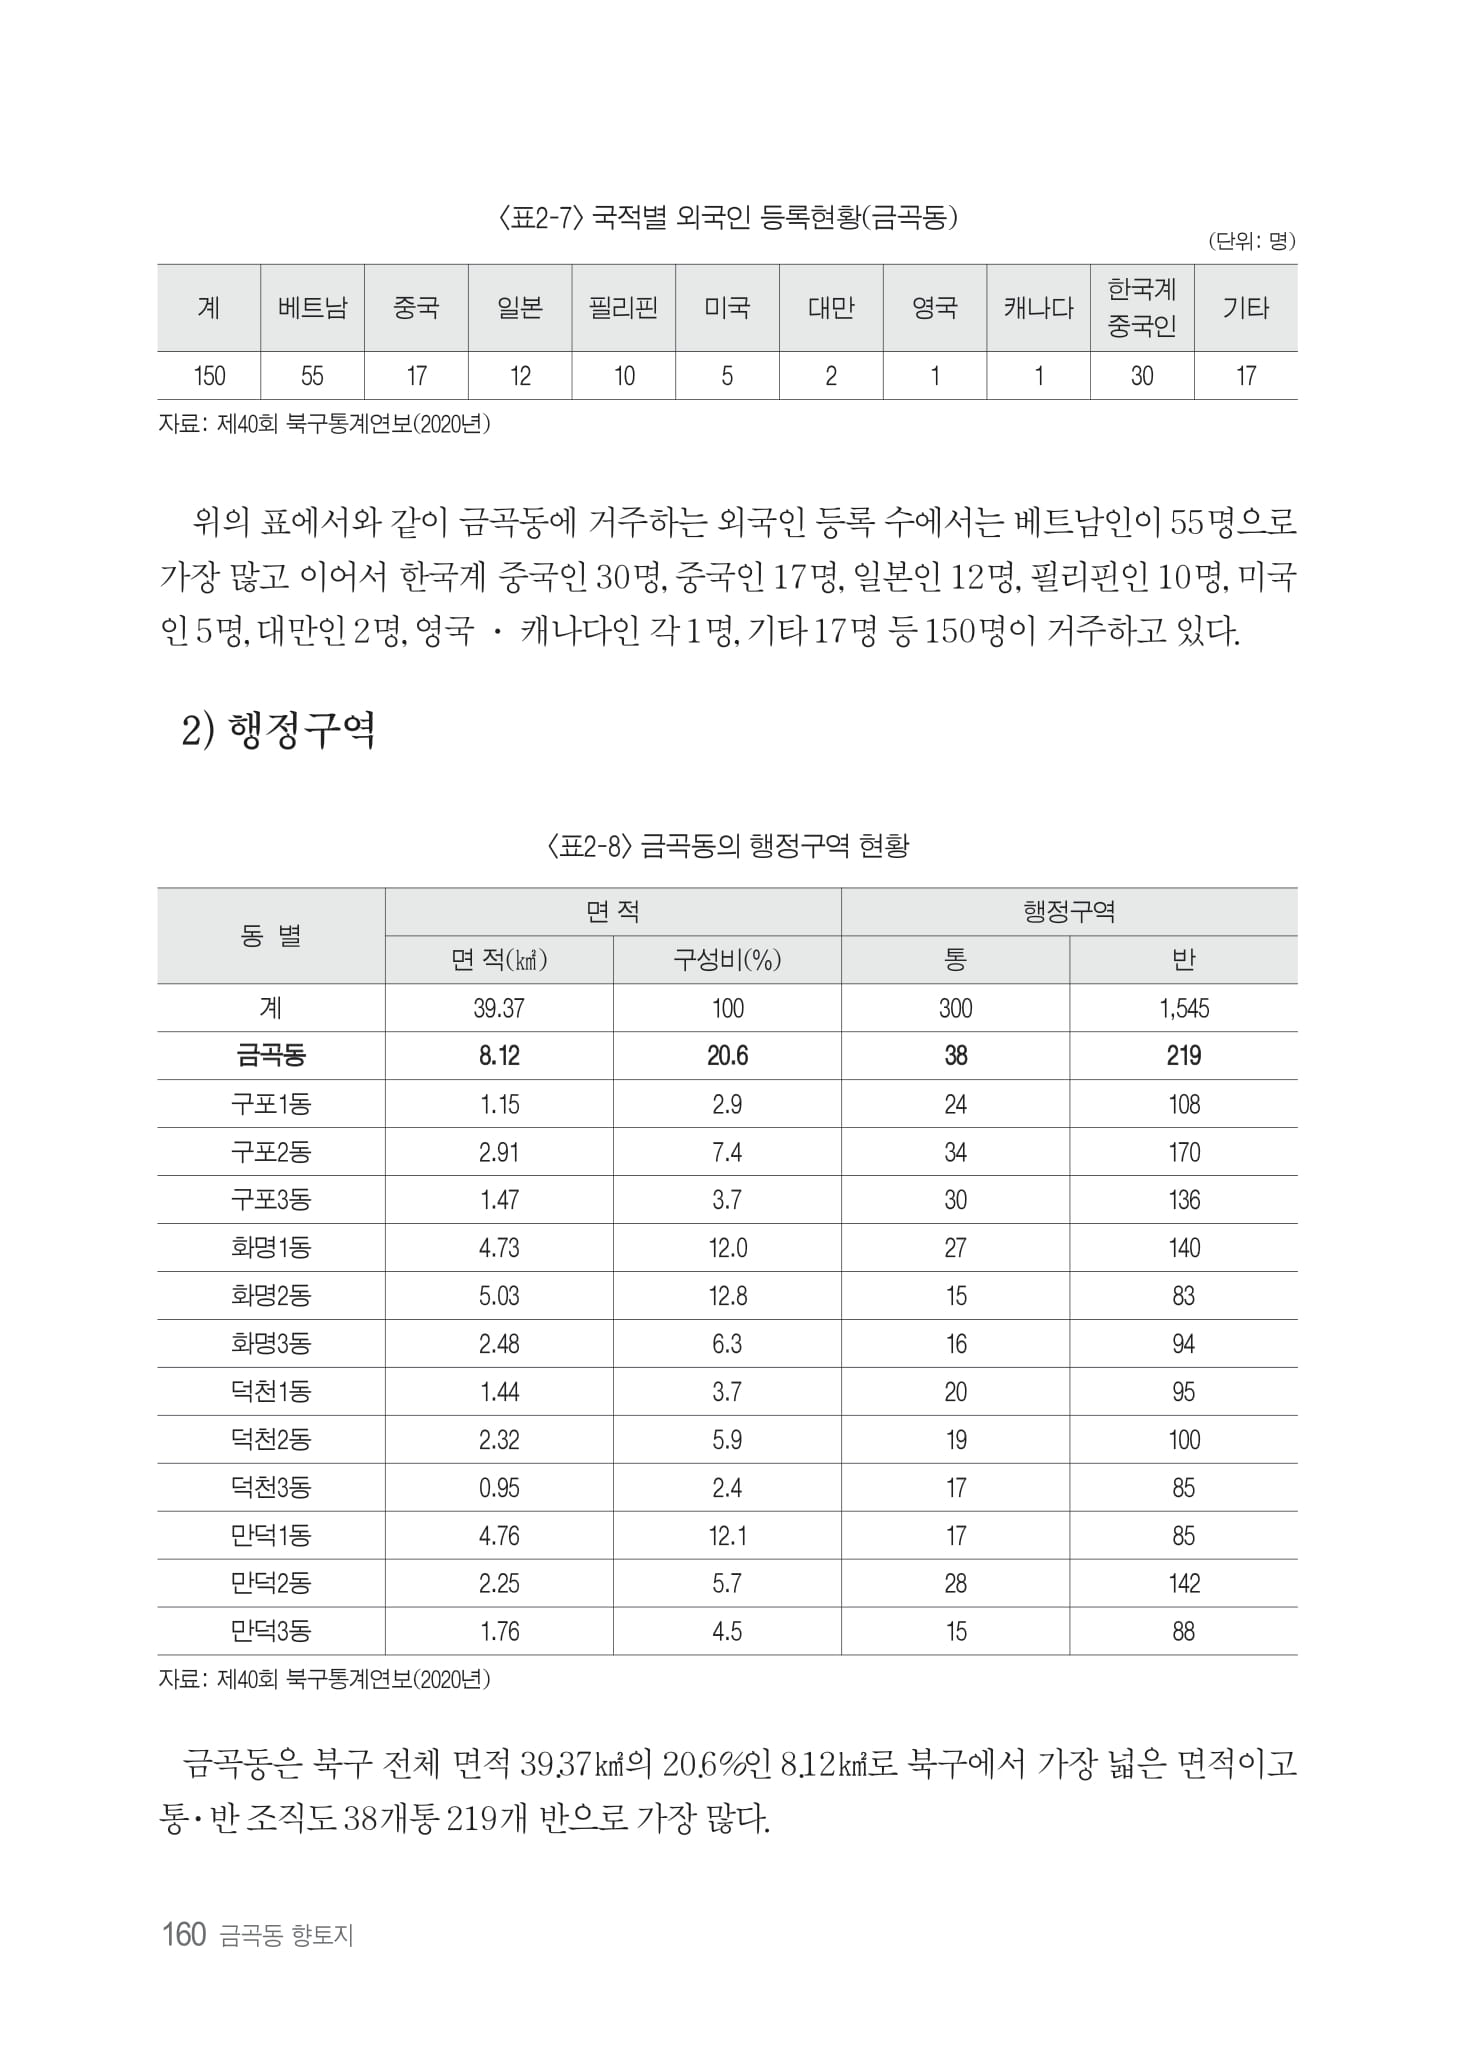 〈표2-7〉 국적별 외국인 등록현황(금곡동)
(단위: 명)
계 베트남 중국 일본 필리핀 미국 대만 영국 캐나다 한국계 중국인 기타
150 55 17 12 10 5 2 1 1 30 17
자료: 제40회 북구통계연보(2020년)
위의 표에서와 같이 금곡동에 거주하는 외국인 등록 수에서는 베트남인이 55명으로
가장 많고 이어서 한국계 중국인 30명, 중국인 17명, 일본인 12명, 필리핀인 10명, 미국
인 5명, 대만인 2명, 영국 · 캐나다인 각 1명, 기타 17명 등 150명이 거주하고 있다.
2) 행정구역
〈표2-8〉 금곡동의 행정구역 현황
동 별 면 적 행정구역
면 적(㎢) 구성비(%) 통 반
계 39.37 100 300 1,545
금곡동 8.12 20.6 38 219
구포1동 1.15 2.9 24 108
구포2동 2.91 7.4 34 170
구포3동 1.47 3.7 30 136
화명1동 4.73 12.0 27 140
화명2동 5.03 12.8 15 83
화명3동 2.48 6.3 16 94
덕천1동 1.44 3.7 20 95
덕천2동 2.32 5.9 19 100
덕천3동 0.95 2.4 17 85
만덕1동 4.76 12.1 17 85
만덕2동 2.25 5.7 28 142
만덕3동 1.76 4.5 15 88
자료: 제40회 북구통계연보(2020년)
금곡동은 북구 전체 면적 39.37㎢의 20.6%인 8.12㎢로 북구에서 가장 넓은 면적이고
통·반 조직도 38개통 219개 반으로 가장 많다.
160 금곡동 향토지